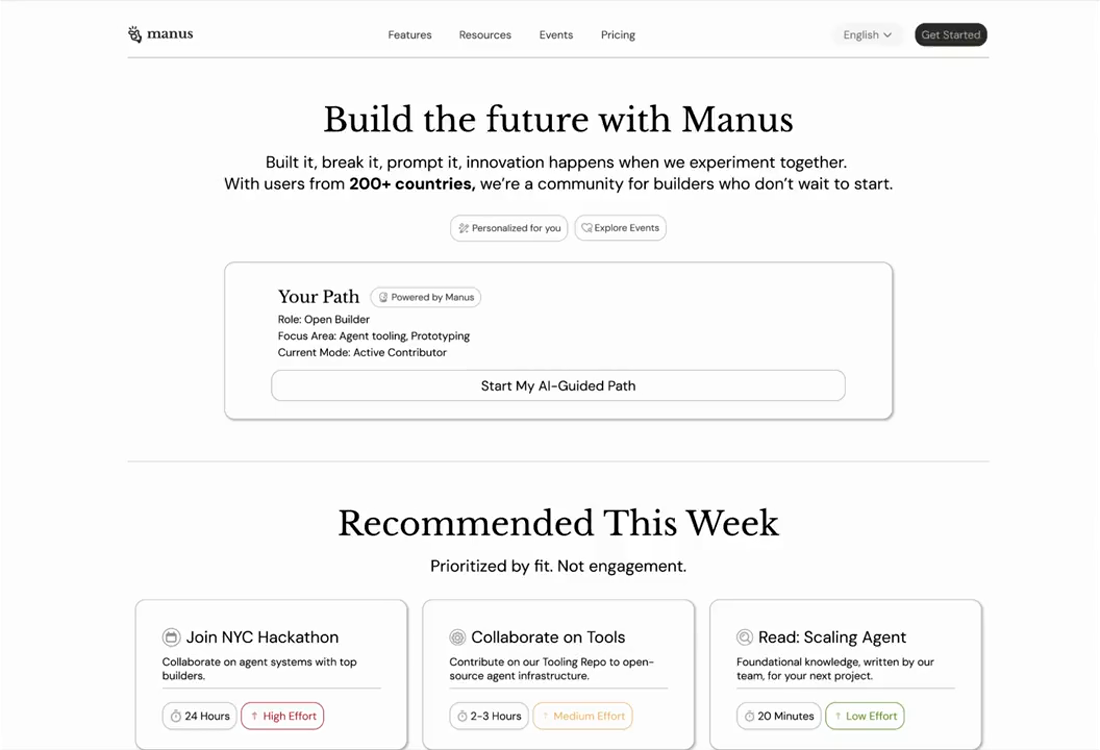 manus
Features
Resources
Events
Pricing
English
Get Started
Build the future with Manus
Built it, break it, prompt it, innovation happens when we experiment together.
With users from 200+ countries, we’re a community for builders who don’t wait to start.
Personalized for you
Explore Events
Your Path
Powered by Manus
Role: Open Builder
Focus Area: Agent tooling, Prototyping
Current Mode: Active Contributor
Start My AI-Guided Path
Recommended This Week
Prioritized by fit. Not engagement.
Join NYC Hackathon
Collaborate on agent systems with top
builders.
24 Hours
↑ High Effort
Collaborate on Tools
Contribute on our Tooling Repo to open-
source agent infrastructure.
2-3 Hours
↑ Medium Effort
Read: Scaling Agent
Foundational knowledge, written by our
team, for your next project.
20 Minutes
↑ Low Effort